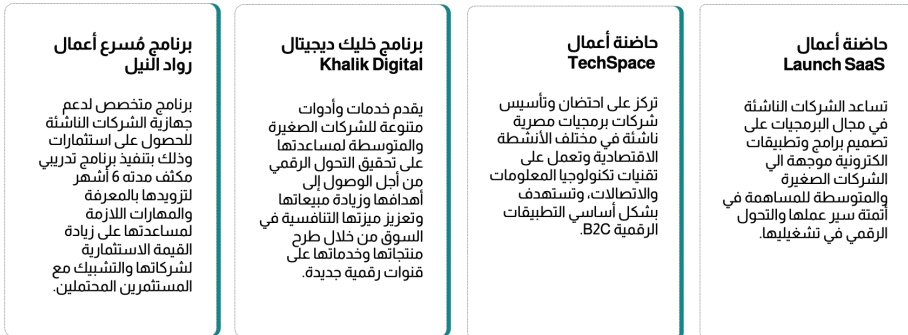 حاضنة أعمال
Launch SaaS
تساعد الشركات الناشئة
في مجال البرمجيات على
تصميم برامج وتطبيقات
الكترونية موجهة الي
الشركات الصغيرة
والمتوسطة للمساهمة في
أتمتة سير عملها والتحول
الرقمي في تشغيليها.
حاضنة أعمال
TechSpace
تركز على احتضان وتأسيس
شركات برمجيات مصرية
ناشئة في مختلف الأنشطة
الاقتصادية وتعمل على
تقنيات تكنولوجيا المعلومات
والاتصالات، وتستهدف
بشكل أساسي التطبيقات
الرقمية B2C.
برنامج خليك ديجيتال
Khalik Digital
يقدم خدمات وأدوات
متنوعة للشركات الصغيرة
والمتوسطة لمساعدتها
على تحقيق التحول الرقمي
من أجل الوصول إلى
أهدافها وزيادة مبيعاتها
وتعزيز ميزتها التنافسية في
السوق من خلال طرح
منتجاتها وخدماتها على
قنوات رقمية جديدة.
برنامج مُسرع أعمال
رواد النيل
برنامج متخصص لدعم
جهازية الشركات الناشئة
للحصول على استثمارات
وذلك بتنفيذ برنامج تدريبي
مكثف مدته 6 أشهر
لتزويدها بالمعرفة
والمهارات اللازمة
لمساعدتها على زيادة
القيمة الاستثمارية
لشركاتها والتشبيك مع
المستثمرين المحتملين.